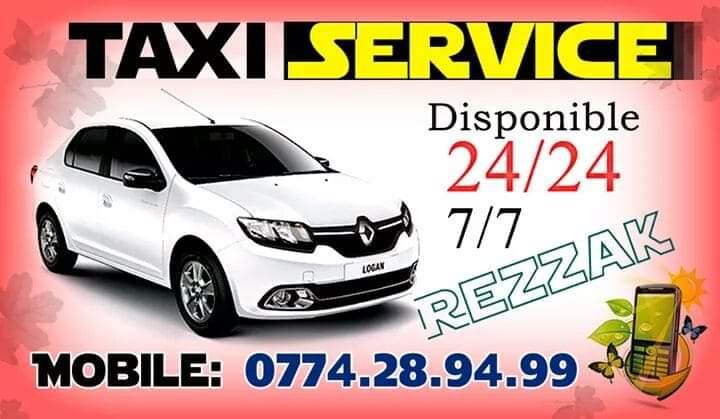 TAXI SERVICE
Disponible
24/24
7/7
REZZAK
LOGAN
MOBILE: 0774.28.94.99